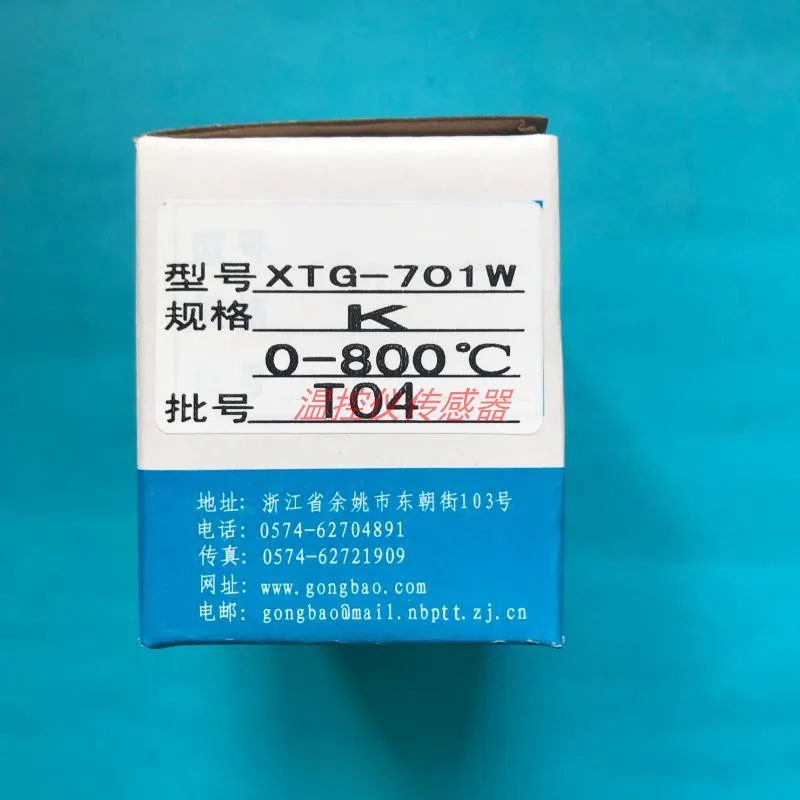 型号 XTG-701W
规格 K
0-800℃
批号 T04
温控仪传感器
地址: 浙江省余姚市东朝街103号
电话: 0574-62704891
传真: 0574-62721909
网址: www.gongbao.com
电邮: gongbao@mail.nbptt.zj.cn